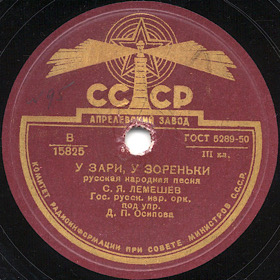 СССР
АПРЕЛЕВСКИЙ ЗАВОД
В
15825
ГОСТ 5289-50
III кл.
У ЗАРИ, У ЗОРЕНЬКИ
русская народная песня
С. Я. ЛЕМЕШЕВ
Гос. русск. нар. орк.
под упр.
Д. П. Осипова
КОМИТЕТ РАДИОИНФОРМАЦИИ ПРИ СОВЕТЕ МИНИСТРОВ С.С.С.Р.